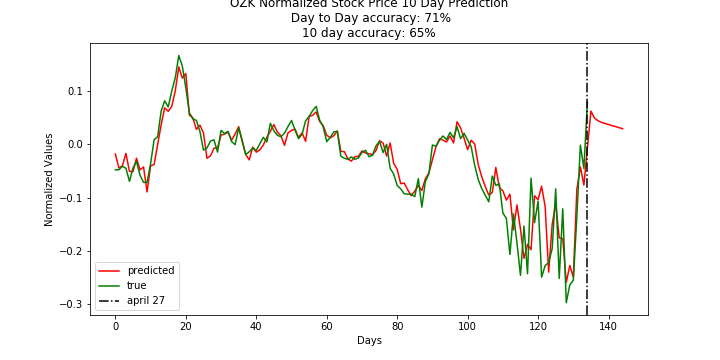 OZK Normalized Stock Price 10 Day Prediction
Day to Day accuracy: 71%
10 day accuracy: 65%
0.1
0.0
−0.1
−0.2
−0.3
Normalized Values
predicted
true
april 27
0 20 40 60 80 100 120 140
Days